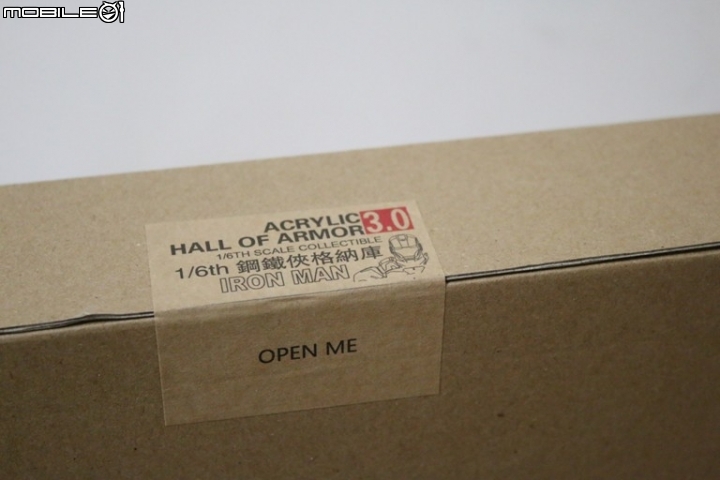 MOBILE01
ACRYLIC 3.0
HALL OF ARMOR
1/6TH SCALE COLLECTIBLE
1/6th 鋼鐵俠格納庫
IRON MAN
OPEN ME